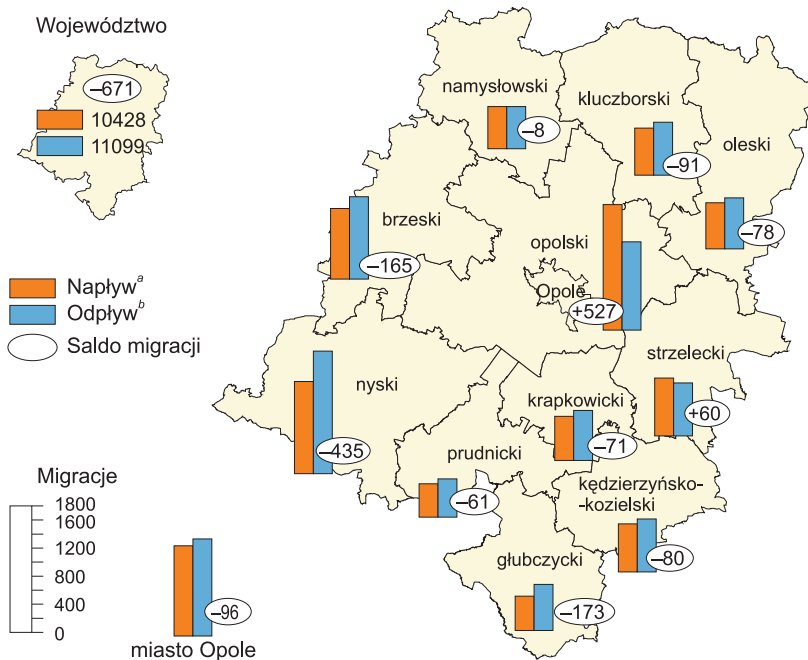 Województwo
–671
10428
11099
namysłowski
–8
kluczborski
–91
oleski
–78
brzeski
–165
opolski
Opole
+527
Napływᵃ
Odpływᵇ
Saldo migracji
strzelecki
+60
nyski
–435
krapkowicki
–71
prudnicki
–61
kędzierzyńsko-
-kozielski
–80
głubczycki
–173
Migracje
1800
1600
1200
800
400
0
–96
miasto Opole